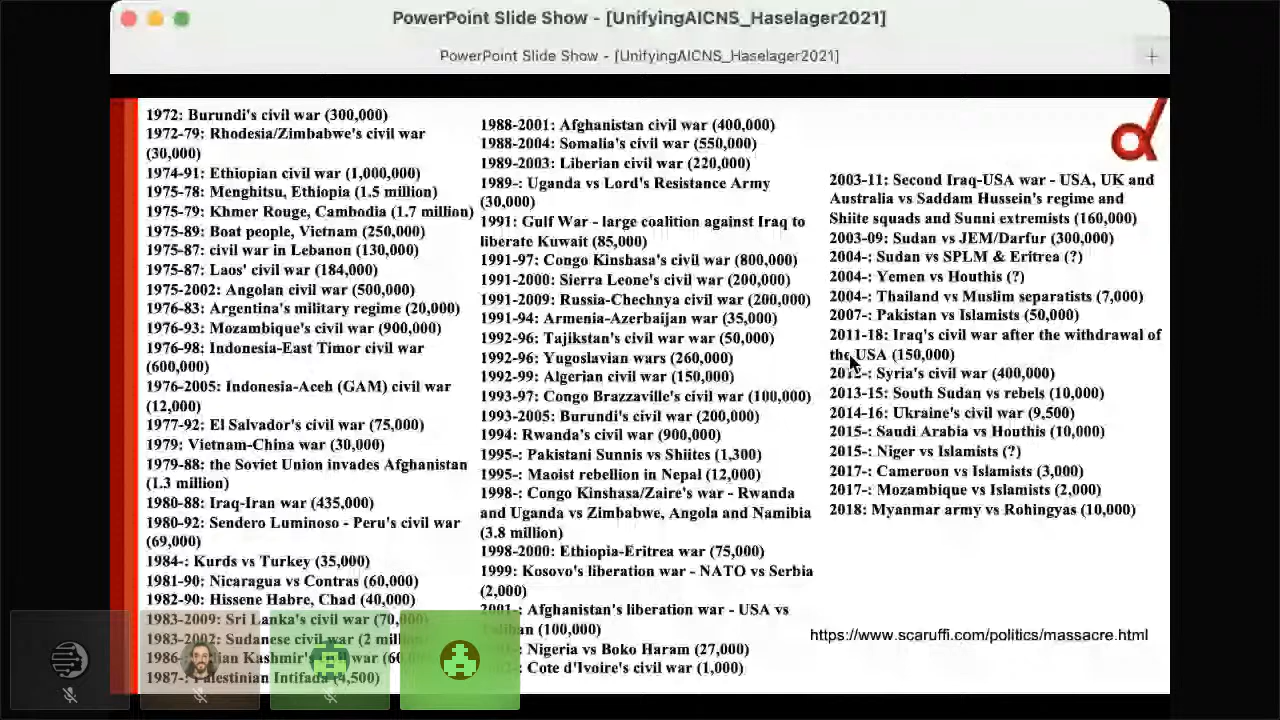 PowerPoint Slide Show - [UnifyingAICNS_Haselager2021]
PowerPoint Slide Show - [UnifyingAICNS_Haselager2021]
1972: Burundi's civil war (300,000)
1972-79: Rhodesia/Zimbabwe's civil war
(30,000)
1974-91: Ethiopian civil war (1,000,000)
1975-78: Menghitsu, Ethiopia (1.5 million)
1975-79: Khmer Rouge, Cambodia (1.7 million)
1975-89: Boat people, Vietnam (250,000)
1975-87: civil war in Lebanon (130,000)
1975-87: Laos' civil war (184,000)
1975-2002: Angolan civil war (500,000)
1976-83: Argentina's military regime (20,000)
1976-93: Mozambique's civil war (900,000)
1976-98: Indonesia-East Timor civil war
(600,000)
1976-2005: Indonesia-Aceh (GAM) civil war
(12,000)
1977-92: El Salvador's civil war (75,000)
1979: Vietnam-China war (30,000)
1979-88: the Soviet Union invades Afghanistan
(1.3 million)
1980-88: Iraq-Iran war (435,000)
1980-92: Sendero Luminoso - Peru's civil war
(69,000)
1984-: Kurds vs Turkey (35,000)
1981-90: Nicaragua vs Contras (60,000)
1982-90: Hissene Habre, Chad (40,000)
1983-2009: Sri Lanka's civil war
1983-2002: Sudanese civil war (2
Kashmir's
Intifada
1988-2001: Afghanistan civil war (400,000)
1988-2004: Somalia's civil war (550,000)
1989-2003: Liberian civil war (220,000)
1989-: Uganda vs Lord's Resistance Army
(30,000)
1991: Gulf War - large coalition against Iraq to
liberate Kuwait (85,000)
1991-97: Congo Kinshasa's civil war (800,000)
1991-2000: Sierra Leone's civil war (200,000)
1991-2009: Russia-Chechnya civil war (200,000)
1991-94: Armenia-Azerbaijan war (35,000)
1992-96: Tajikstan's civil war (50,000)
1992-96: Yugoslavian wars (260,000)
1992-99: Algerian civil war (150,000)
1993-97: Congo Brazzaville's civil war (100,000)
1993-2005: Burundi's civil war (200,000)
1994: Rwanda's civil war (900,000)
1995-: Pakistani Sunnis vs Shiites (1,300)
1995-: Maoist rebellion in Nepal (12,000)
1998-: Congo Kinshasa/Zaire's war - Rwanda
and Uganda vs Zimbabwe, Angola and Namibia
(3.8 million)
1998-2000: Ethiopia-Eritrea war (75,000)
1999: Kosovo's liberation war - NATO vs Serbia
(2,000)
2001-: Afghanistan's liberation war - USA vs
(100,000)
Nigeria vs Boko Haram (27,000)
Cote d'Ivoire's civil war (1,000)
2003-11: Second Iraq-USA war - USA, UK and
Australia vs Saddam Hussein's regime and
Shiite squads and Sunni extremists (160,000)
2003-09: Sudan vs JEM/Darfur (300,000)
2004-: Sudan vs SPLM & Eritrea (?)
2004-: Yemen vs Houthis (?)
2004-: Thailand vs Muslim separatists (7,000)
2007-: Pakistan vs Islamists (50,000)
2011-18: Iraq's civil war after the withdrawal of
the USA (150,000)
2012-: Syria's civil war (400,000)
2013-15: South Sudan vs rebels (10,000)
2014-16: Ukraine's civil war (9,500)
2015-: Saudi Arabia vs Houthis (10,000)
2015-: Niger vs Islamists (?)
2017-: Cameroon vs Islamists (3,000)
2017-: Mozambique vs Islamists (2,000)
2018: Myanmar army vs Rohingyas (10,000)
https://www.scaruffi.com/politics/massacre.html